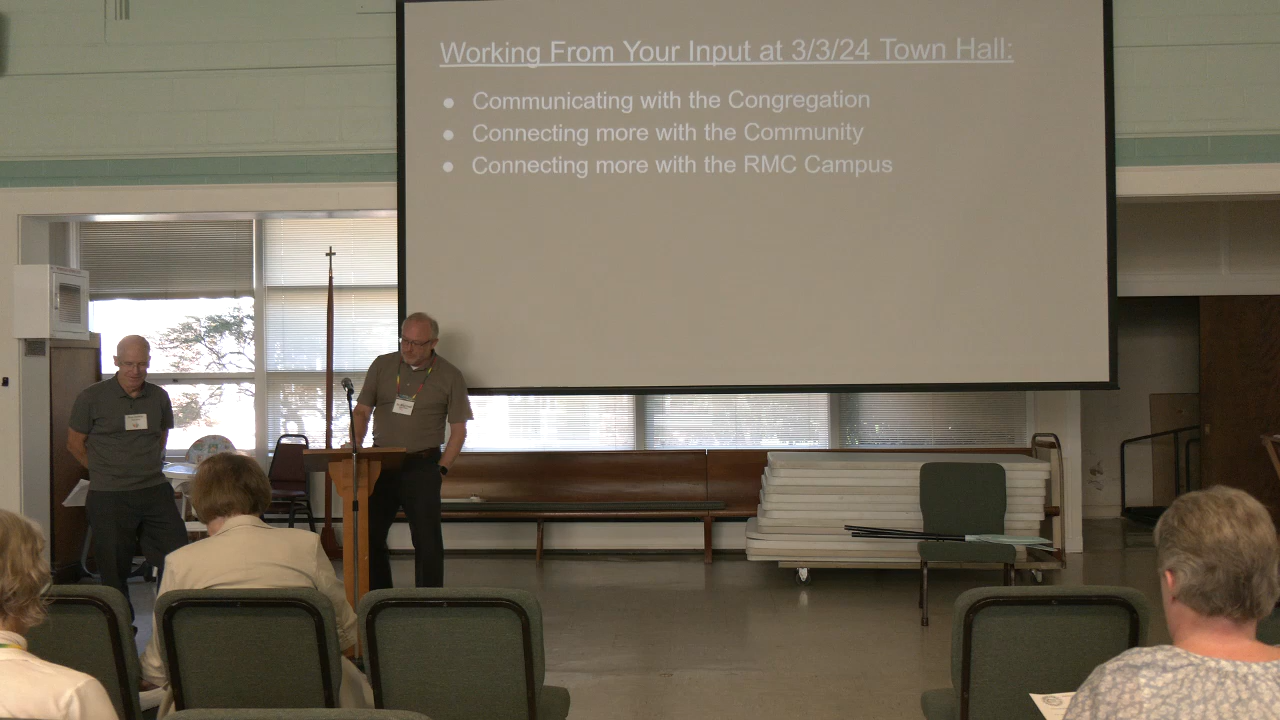 Working From Your Input at 3/3/24 Town Hall:
● Communicating with the Congregation
● Connecting more with the Community
● Connecting more with the RMC Campus